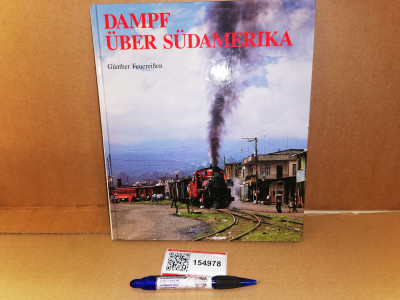 DAMPF
ÜBER SÜDAMERIKA
Günther Feuereißen
154978